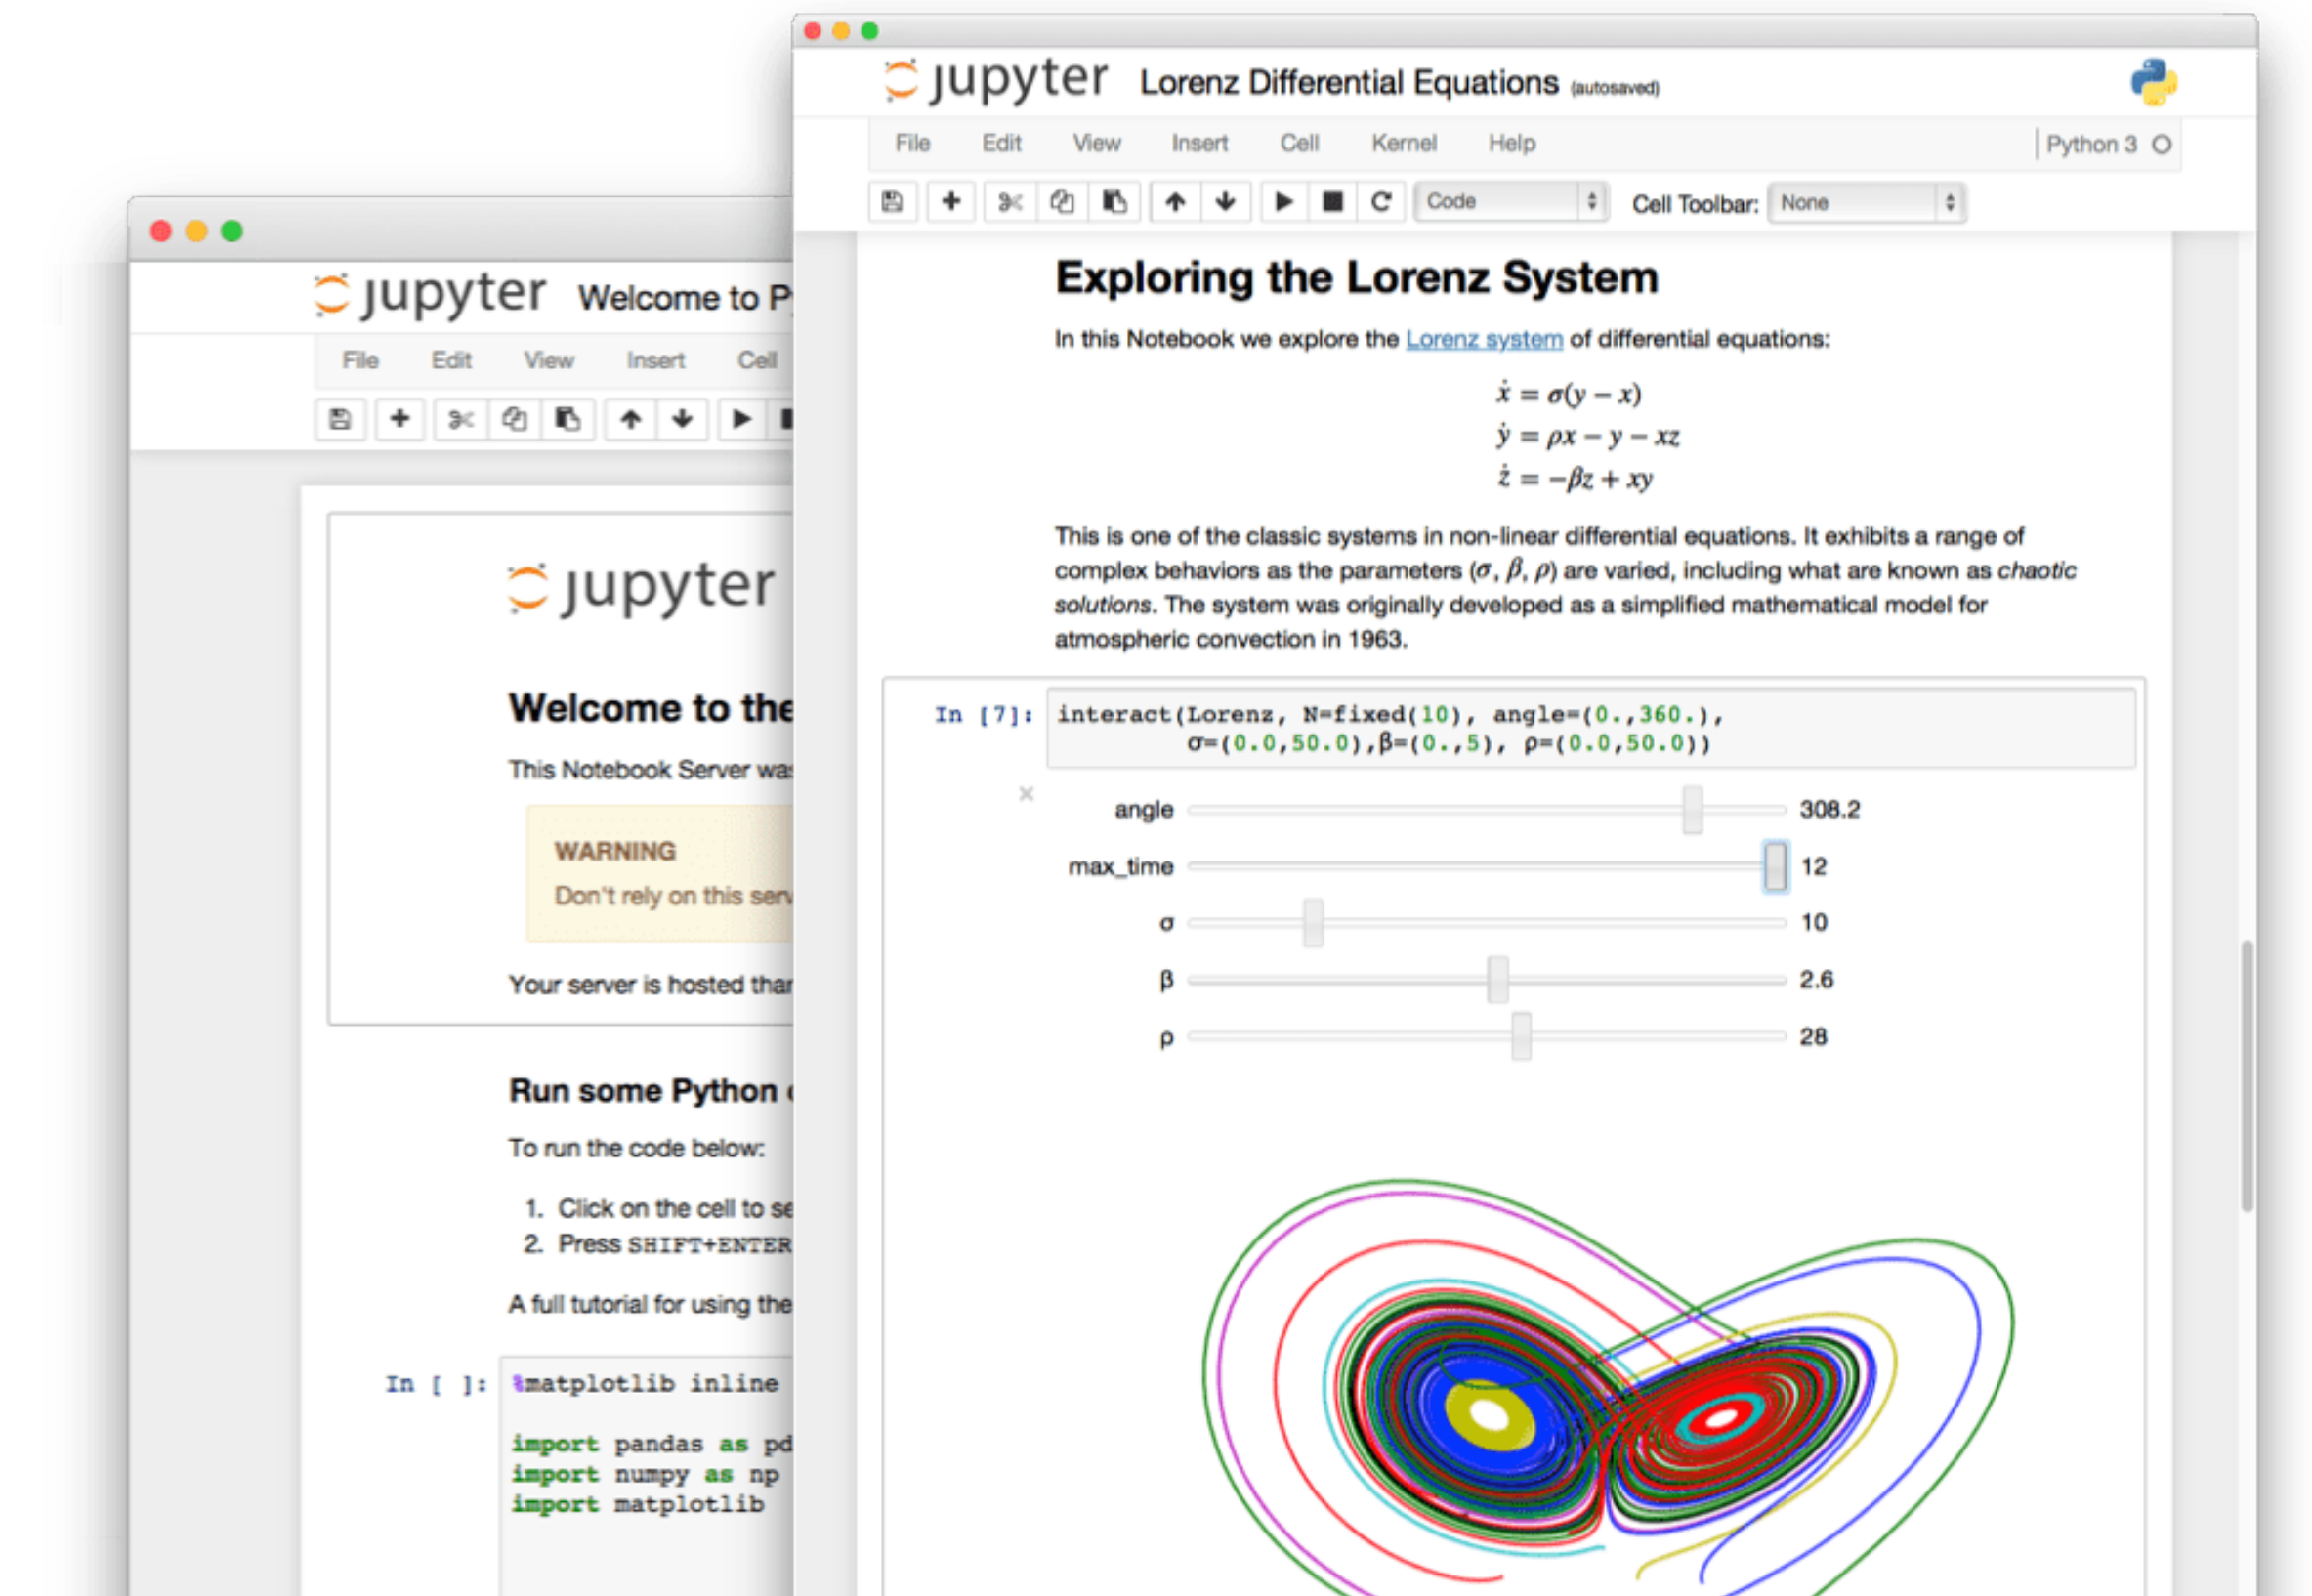 jupyter Lorenz Differential Equations (autosaved)
File Edit View Insert Cell Kernel Help
Python 3
Code
Cell Toolbar: None
Exploring the Lorenz System
In this Notebook we explore the Lorenz system of differential equations:
ẋ = σ(y − x)
ẏ = ρx − y − xz
ż = −βz + xy
This is one of the classic systems in non-linear differential equations. It exhibits a range of
complex behaviors as the parameters (σ, β, ρ) are varied, including what are known as chaotic
solutions. The system was originally developed as a simplified mathematical model for
atmospheric convection in 1963.
In [7]: interact(Lorenz, N=fixed(10), angle=(0.,360.),
σ=(0.0,50.0),β=(0.,5), ρ=(0.0,50.0))
angle 308.2
max_time 12
σ 10
β 2.6
ρ 28
jupyter Welcome to P
File Edit View Insert Cell
jupyter
Welcome to the
This Notebook Server was
WARNING
Don't rely on this serv
Your server is hosted than
Run some Python
To run the code below:
1. Click on the cell to se
2. Press SHIFT+ENTER
A full tutorial for using the
In [ ]: %matplotlib inline
import pandas as pd
import numpy as np
import matplotlib